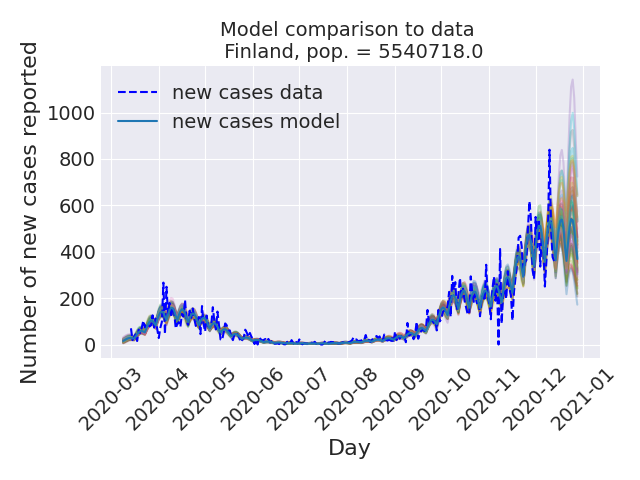 Model comparison to data
Finland, pop. = 5540718.0
Number of new cases reported
1000
800
600
400
200
0
new cases data
new cases model
2020-03
2020-04
2020-05
2020-06
2020-07
2020-08
2020-09
2020-10
2020-11
2020-12
2021-01
Day